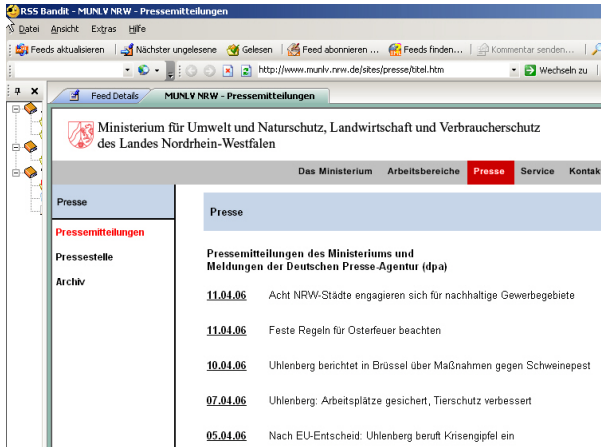 RSS Bandit - MUNLV NRW - Pressemitteilungen
Datei Ansicht Extras Hilfe
Feeds aktualisieren Nächster ungelesene Gelesen Feed abonnieren ... Feeds finden... Kommentar senden...
http://www.munlv.nrw.de/sites/presse/titel.htm Wechseln zu
Feed Details MUNLV NRW - Pressemitteilungen
Ministerium für Umwelt und Naturschutz, Landwirtschaft und Verbraucherschutz
des Landes Nordrhein-Westfalen
Das Ministerium Arbeitsbereiche Presse Service Kontak
Presse
Pressemitteilungen
Pressestelle
Archiv
Presse
Pressemitteilungen des Ministeriums und
Meldungen der Deutschen Presse-Agentur (dpa)
11.04.06 Acht NRW-Städte engagieren sich für nachhaltige Gewerbegebiete
11.04.06 Feste Regeln für Osterfeuer beachten
10.04.06 Uhlenberg berichtet in Brüssel über Maßnahmen gegen Schweinepest
07.04.06 Uhlenberg: Arbeitsplätze gesichert, Tierschutz verbessert
05.04.06 Nach EU-Entscheid: Uhlenberg beruft Krisengipfel ein